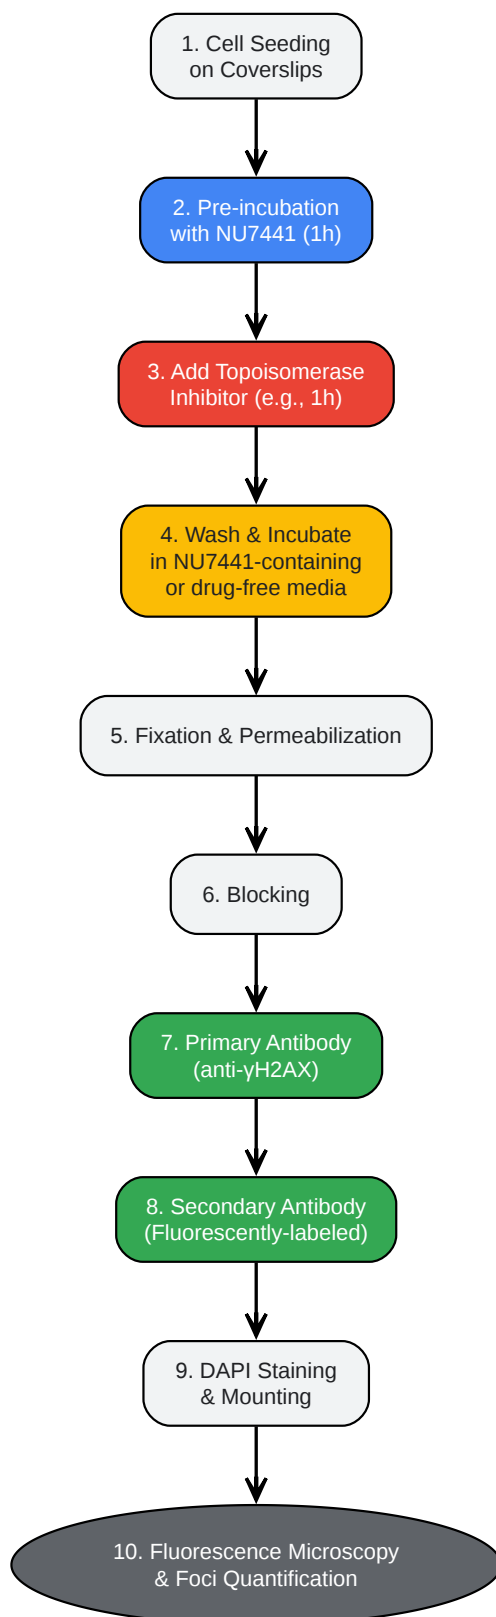 1. Cell Seeding
on Coverslips
2. Pre-incubation
with NU7441 (1h)
3. Add Topoisomerase
Inhibitor (e.g., 1h)
4. Wash & Incubate
in NU7441-containing
or drug-free media
5. Fixation & Permeabilization
6. Blocking
7. Primary Antibody
(anti-γH2AX)
8. Secondary Antibody
(Fluorescently-labeled)
9. DAPI Staining
& Mounting
10. Fluorescence Microscopy
& Foci Quantification